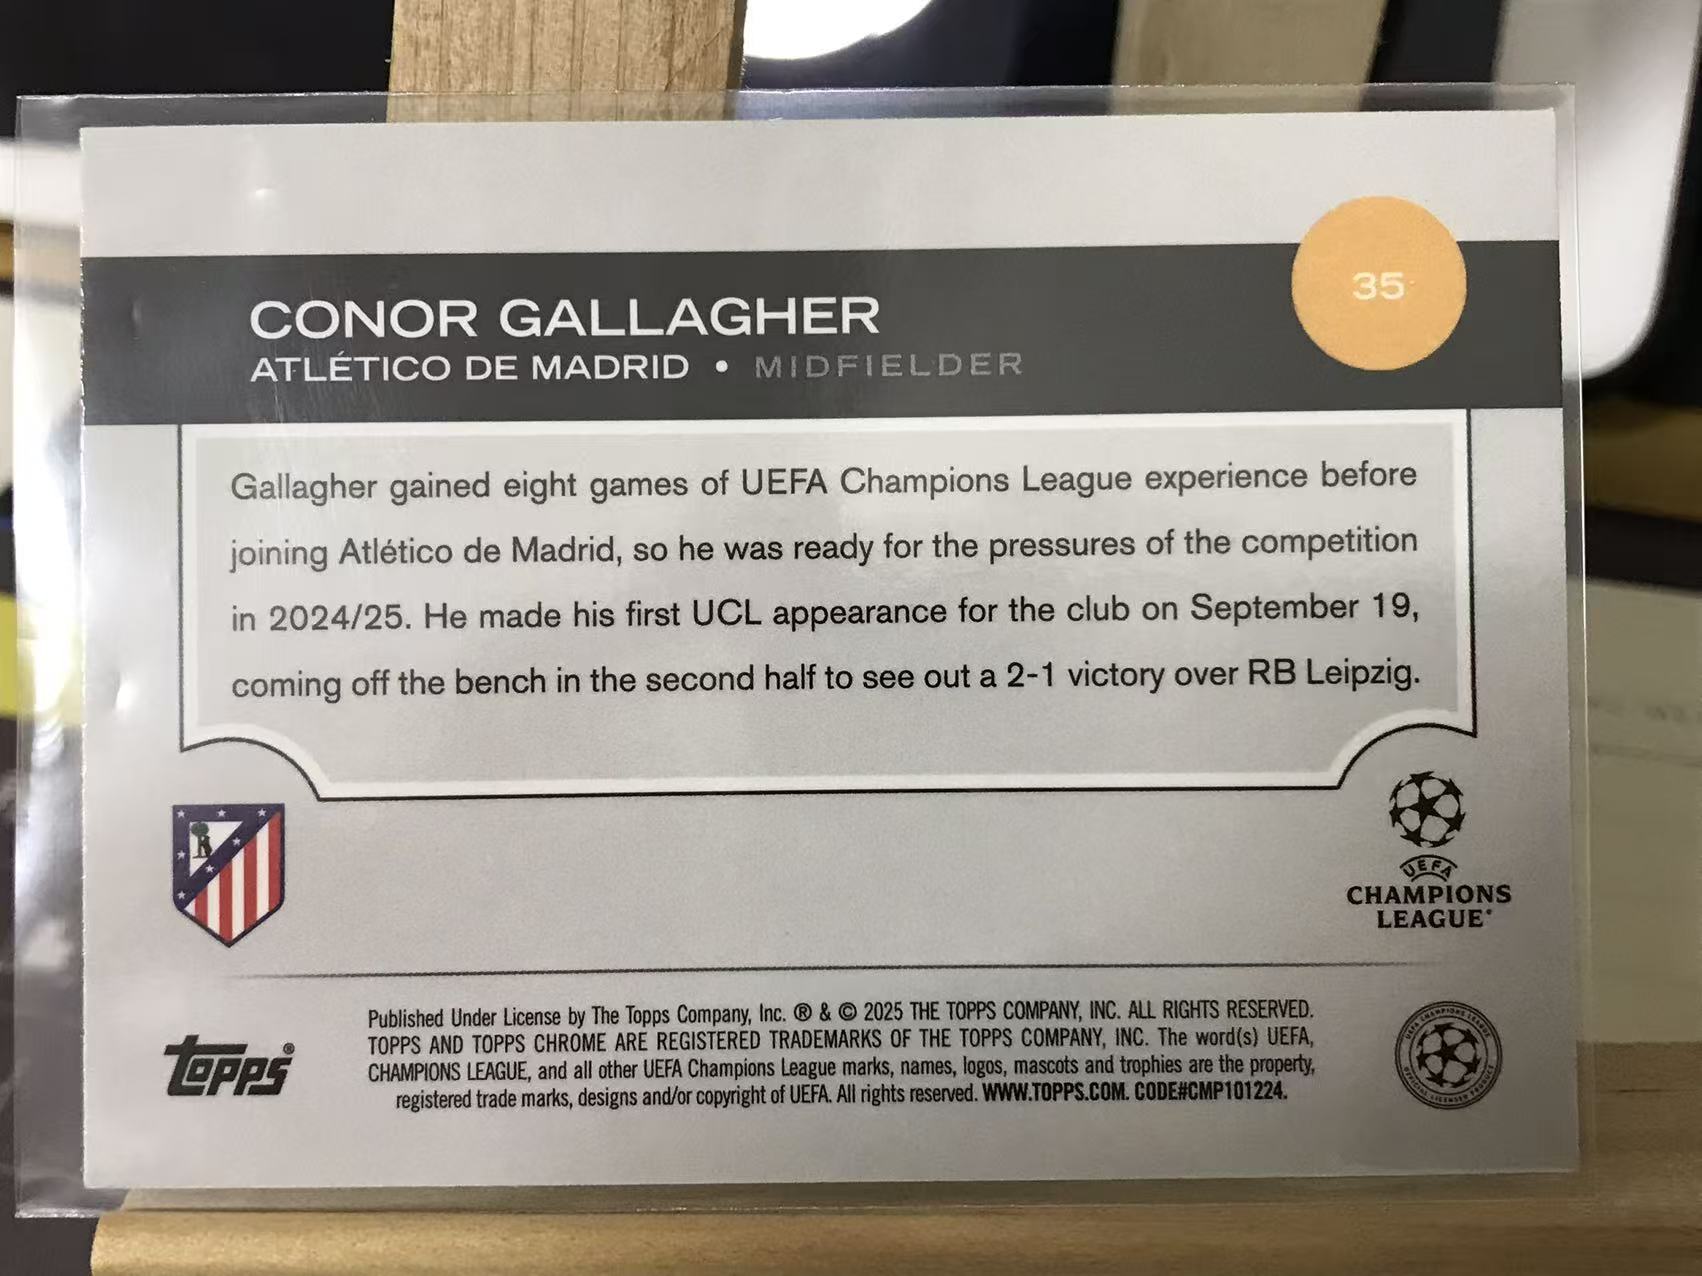 35
CONOR GALLAGHER
ATLÉTICO DE MADRID • MIDFIELDER
Gallagher gained eight games of UEFA Champions League experience before
joining Atlético de Madrid, so he was ready for the pressures of the competition
in 2024/25. He made his first UCL appearance for the club on September 19,
coming off the bench in the second half to see out a 2-1 victory over RB Leipzig.
UEFA
CHAMPIONS
LEAGUE®
topps®
Published Under License by The Topps Company, Inc. ® & © 2025 THE TOPPS COMPANY, INC. ALL RIGHTS RESERVED.
TOPPS AND TOPPS CHROME ARE REGISTERED TRADEMARKS OF THE TOPPS COMPANY, INC. The word(s) UEFA,
CHAMPIONS LEAGUE, and all other UEFA Champions League marks, names, logos, mascots and trophies are the property,
registered trade marks, designs and/or copyright of UEFA. All rights reserved. WWW.TOPPS.COM. CODE#CMP101224.
UEFA CHAMPIONS LEAGUE
OFFICIAL LICENSED PRODUCT